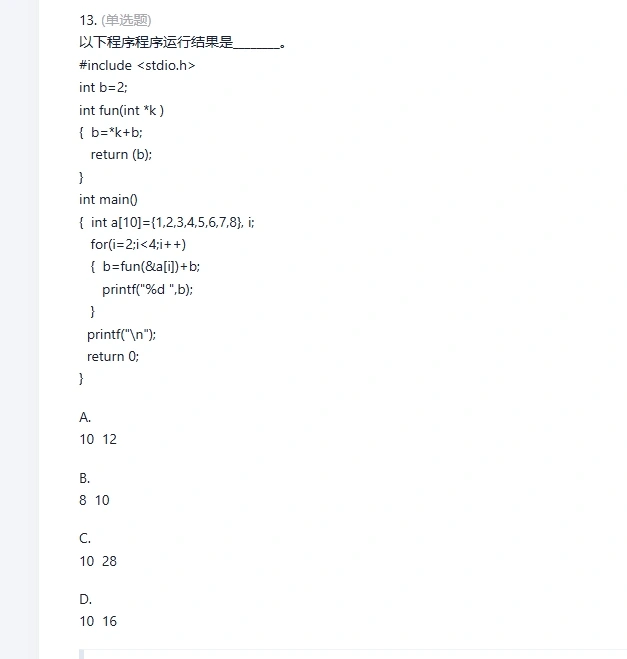 13. (单选题)
以下程序程序运行结果是_______。
#include <stdio.h>
int b=2;
int fun(int *k )
{ b=*k+b;
return (b);
}
int main()
{ int a[10]={1,2,3,4,5,6,7,8}, i;
for(i=2;i<4;i++)
{ b=fun(&a[i])+b;
printf("%d ",b);
}
printf("\n");
return 0;
}
A.
10 12
B.
8 10
C.
10 28
D.
10 16